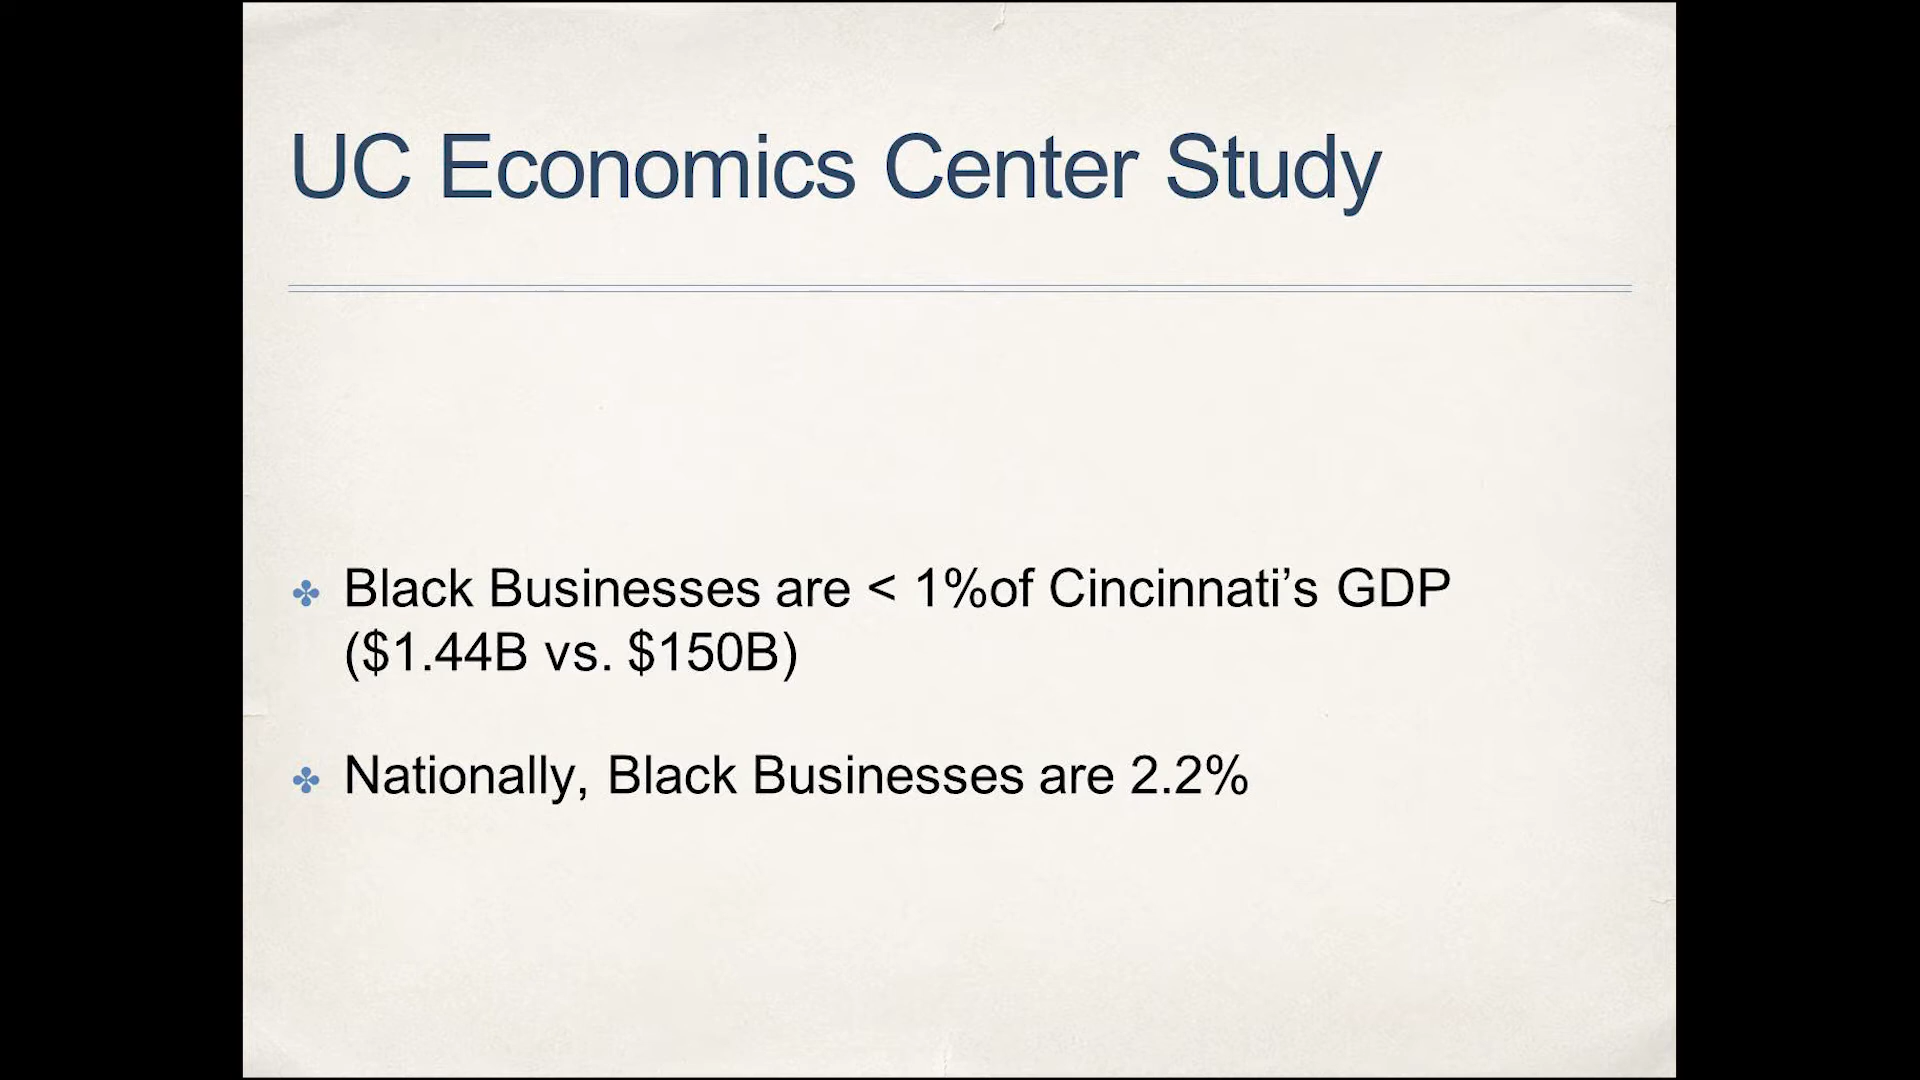 UC Economics Center Study
Black Businesses are < 1%of Cincinnati’s GDP
($1.44B vs. $150B)
Nationally, Black Businesses are 2.2%